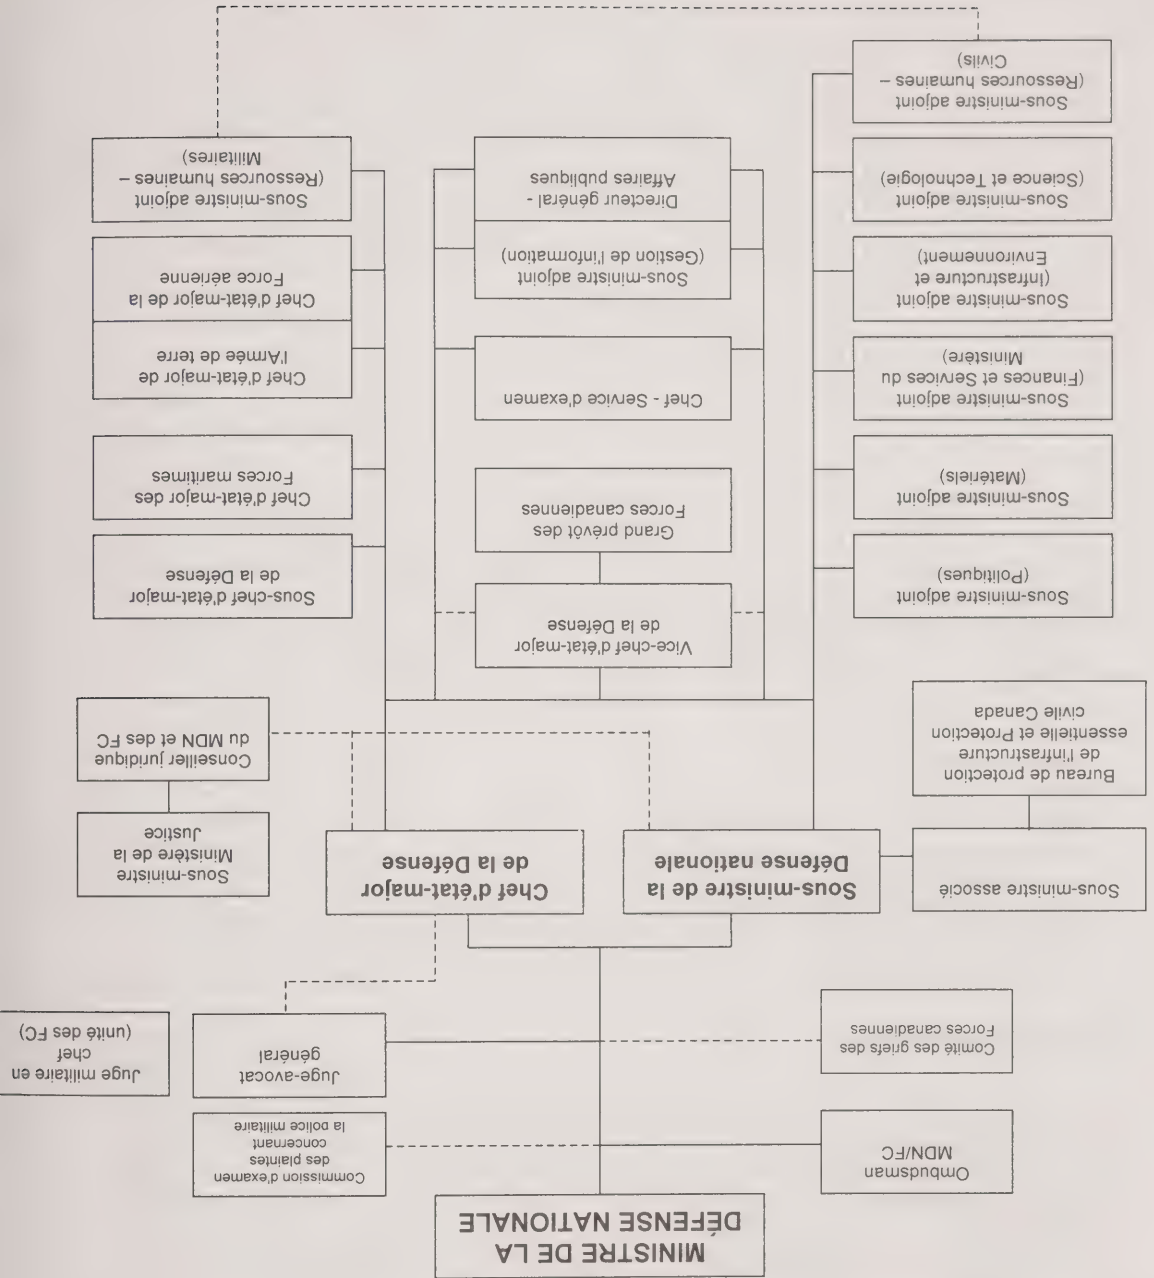 MINISTRE DE LA
DÉFENSE NATIONALE
Ombudsman
MDN/FC
Commission d'examen
des plaintes
concernant
la police militaire
Comité des griefs des
Forces canadiennes
Juge-avocat
général
Juge militaire en
chef
(unité des FC)
Sous-ministre associé
Sous-ministre de la
Défense nationale
Chef d'état-major
de la Défense
Sous-ministre
Ministère de la
Justice
Bureau de protection
de l'infrastructure
essentielle et Protection
civile Canada
Conseiller juridique
du MDN et des FC
Sous-ministre adjoint
(Politiques)
Vice-chef d'état-major
de la Défense
Sous-chef d'état-major
de la Défense
Sous-ministre adjoint
(Matériels)
Grand prévôt des
Forces canadiennes
Chef d'état-major des
Forces maritimes
Sous-ministre adjoint
(Finances et Services du
Ministère)
Chef - Service d'examen
Chef d'état-major de
l'Armée de terre
Sous-ministre adjoint
(Infrastructure et
Environnement)
Sous-ministre adjoint
(Gestion de l'information)
Chef d'état-major de la
Force aérienne
Sous-ministre adjoint
(Science et Technologie)
Directeur général -
Affaires publiques
Sous-ministre adjoint
(Ressources humaines –
Militaires)
Sous-ministre adjoint
(Ressources humaines –
Civils)